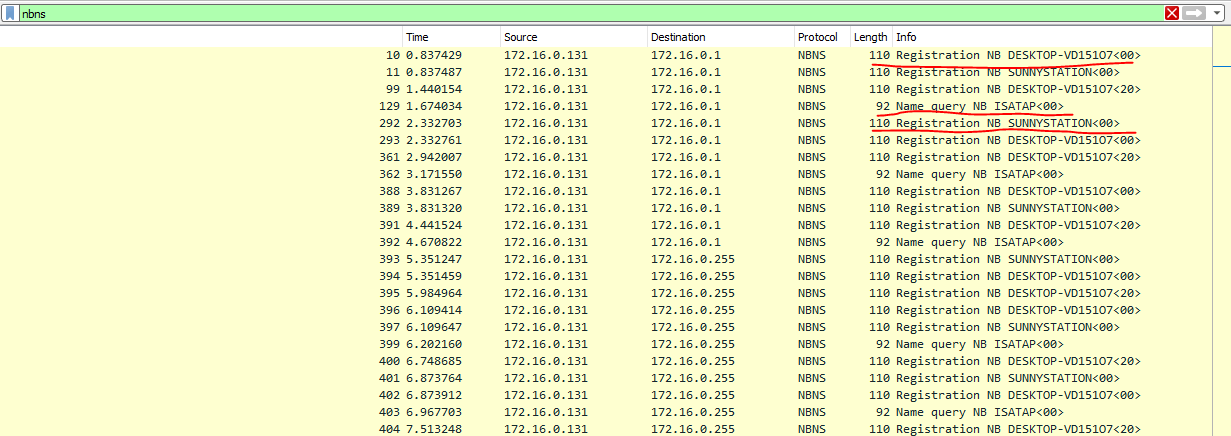 nbns
Time Source Destination Protocol Length Info
10 0.837429 172.16.0.131 172.16.0.1 NBNS 110 Registration NB DESKTOP-VD151O7<00>
11 0.837487 172.16.0.131 172.16.0.1 NBNS 110 Registration NB SUNNYSTATION<00>
99 1.440154 172.16.0.131 172.16.0.1 NBNS 110 Registration NB DESKTOP-VD151O7<20>
129 1.674034 172.16.0.131 172.16.0.1 NBNS 92 Name query NB ISATAP<00>
292 2.332703 172.16.0.131 172.16.0.1 NBNS 110 Registration NB SUNNYSTATION<00>
293 2.332761 172.16.0.131 172.16.0.1 NBNS 110 Registration NB DESKTOP-VD151O7<00>
361 2.942007 172.16.0.131 172.16.0.1 NBNS 110 Registration NB DESKTOP-VD151O7<20>
362 3.171550 172.16.0.131 172.16.0.1 NBNS 92 Name query NB ISATAP<00>
388 3.831267 172.16.0.131 172.16.0.1 NBNS 110 Registration NB DESKTOP-VD151O7<00>
389 3.831320 172.16.0.131 172.16.0.1 NBNS 110 Registration NB SUNNYSTATION<00>
391 4.441524 172.16.0.131 172.16.0.1 NBNS 110 Registration NB DESKTOP-VD151O7<20>
392 4.670822 172.16.0.131 172.16.0.1 NBNS 92 Name query NB ISATAP<00>
393 5.351247 172.16.0.131 172.16.0.255 NBNS 110 Registration NB SUNNYSTATION<00>
394 5.351459 172.16.0.131 172.16.0.255 NBNS 110 Registration NB DESKTOP-VD151O7<00>
395 5.984964 172.16.0.131 172.16.0.255 NBNS 110 Registration NB DESKTOP-VD151O7<20>
396 6.109414 172.16.0.131 172.16.0.255 NBNS 110 Registration NB DESKTOP-VD151O7<00>
397 6.109647 172.16.0.131 172.16.0.255 NBNS 110 Registration NB SUNNYSTATION<00>
399 6.202160 172.16.0.131 172.16.0.255 NBNS 92 Name query NB ISATAP<00>
400 6.748685 172.16.0.131 172.16.0.255 NBNS 110 Registration NB DESKTOP-VD151O7<20>
401 6.873764 172.16.0.131 172.16.0.255 NBNS 110 Registration NB SUNNYSTATION<00>
402 6.873912 172.16.0.131 172.16.0.255 NBNS 110 Registration NB DESKTOP-VD151O7<00>
403 6.967703 172.16.0.131 172.16.0.255 NBNS 92 Name query NB ISATAP<00>
404 7.513248 172.16.0.131 172.16.0.255 NBNS 110 Registration NB DESKTOP-VD151O7<20>